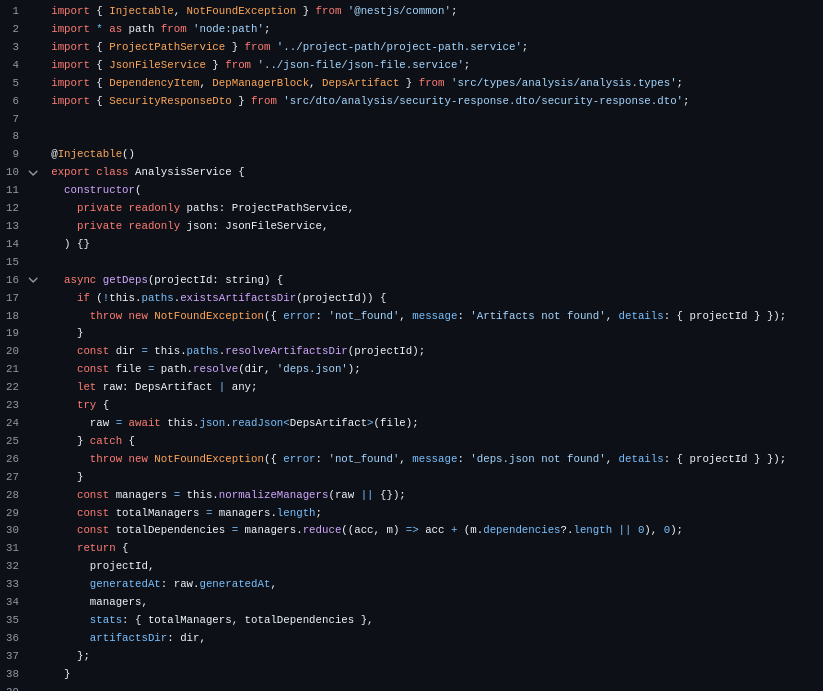 1 import { Injectable, NotFoundException } from '@nestjs/common';
2 import * as path from 'node:path';
3 import { ProjectPathService } from '../project-path/project-path.service';
4 import { JsonFileService } from '../json-file/json-file.service';
5 import { DependencyItem, DepManagerBlock, DepsArtifact } from 'src/types/analysis/analysis.types';
6 import { SecurityResponseDto } from 'src/dto/analysis/security-response.dto/security-response.dto';
7
8
9 @Injectable()
10 export class AnalysisService {
11 constructor(
12 private readonly paths: ProjectPathService,
13 private readonly json: JsonFileService,
14 ) {}
15
16 async getDeps(projectId: string) {
17 if (!this.paths.existsArtifactsDir(projectId)) {
18 throw new NotFoundException({ error: 'not_found', message: 'Artifacts not found', details: { projectId } });
19 }
20 const dir = this.paths.resolveArtifactsDir(projectId);
21 const file = path.resolve(dir, 'deps.json');
22 let raw: DepsArtifact | any;
23 try {
24 raw = await this.json.readJson<DepsArtifact>(file);
25 } catch {
26 throw new NotFoundException({ error: 'not_found', message: 'deps.json not found', details: { projectId } });
27 }
28 const managers = this.normalizeManagers(raw || {});
29 const totalManagers = managers.length;
30 const totalDependencies = managers.reduce((acc, m) => acc + (m.dependencies?.length || 0), 0);
31 return {
32 projectId,
33 generatedAt: raw.generatedAt,
34 managers,
35 stats: { totalManagers, totalDependencies },
36 artifactsDir: dir,
37 };
38 }